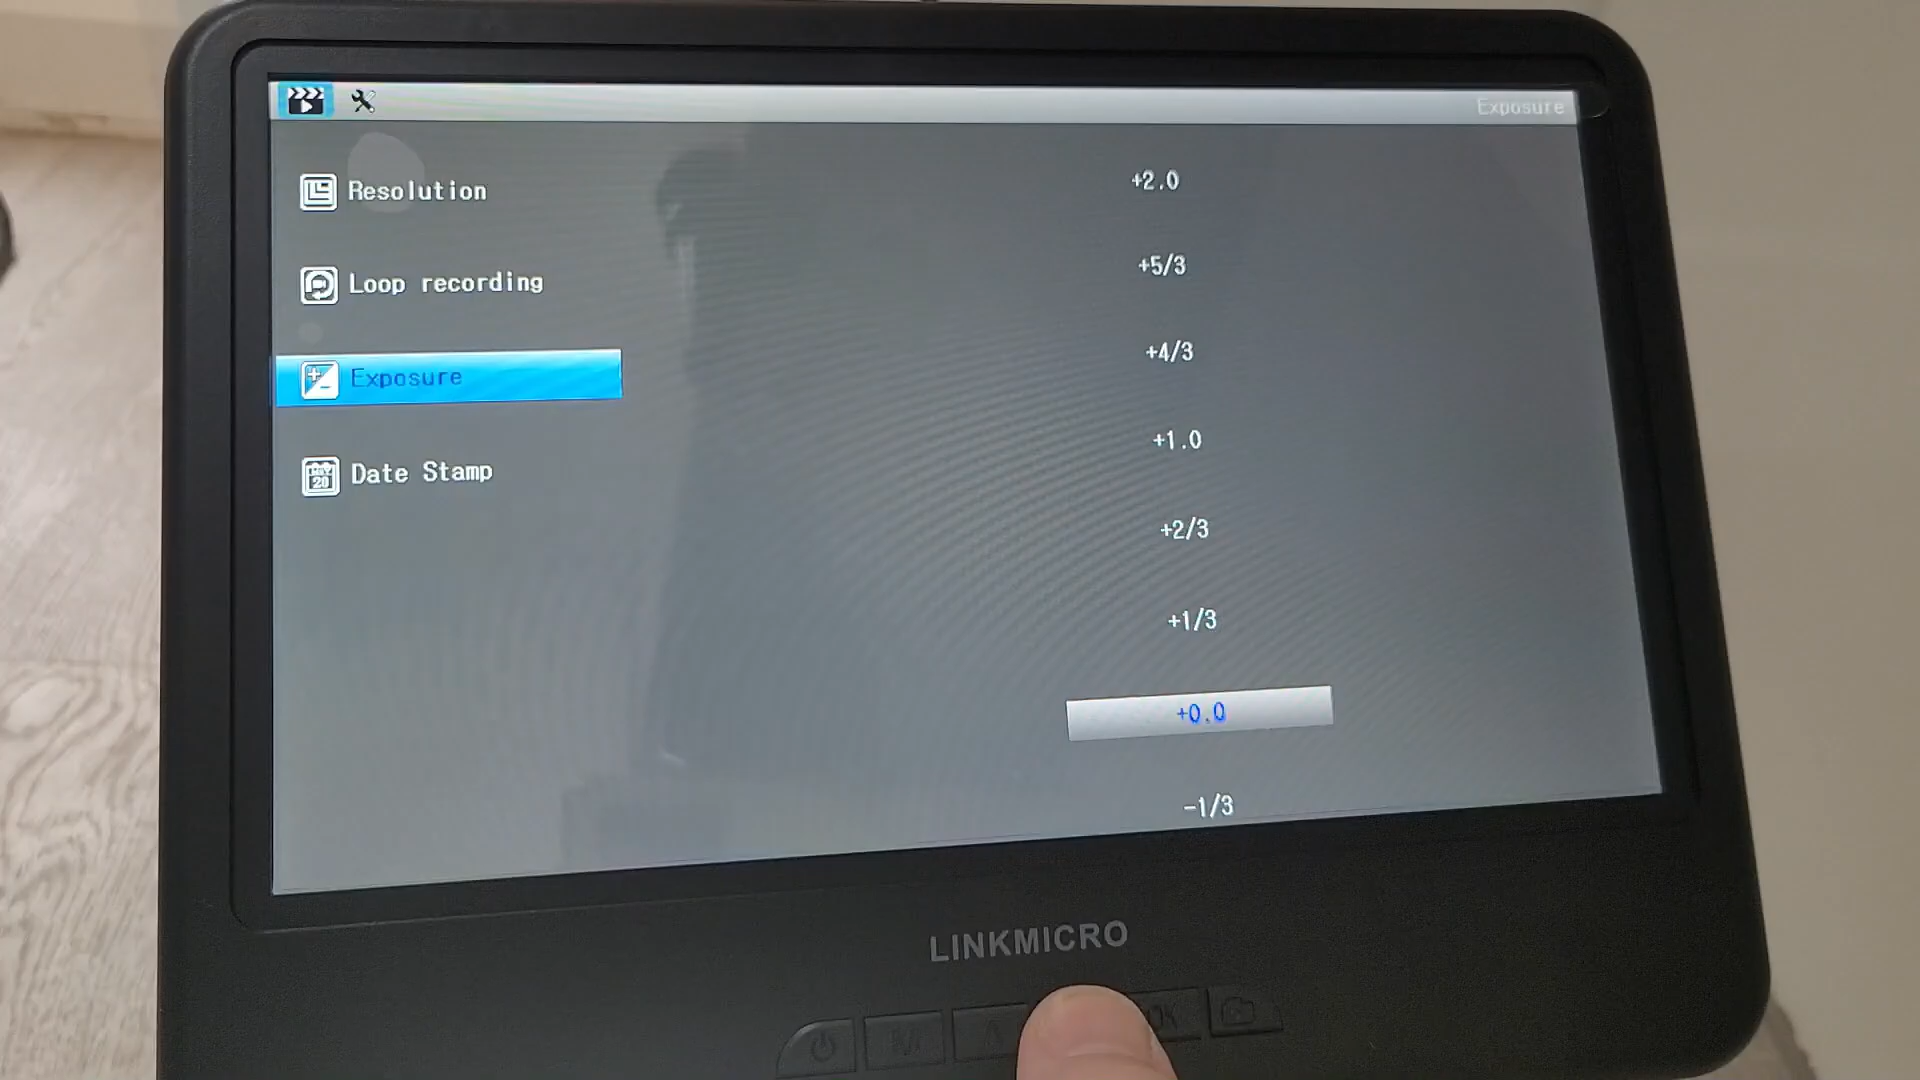 Exposure
Resolution
Loop recording
Exposure
Date Stamp
+2.0
+5/3
+4/3
+1.0
+2/3
+1/3
+0.0
-1/3
LINKMICRO
M
OK